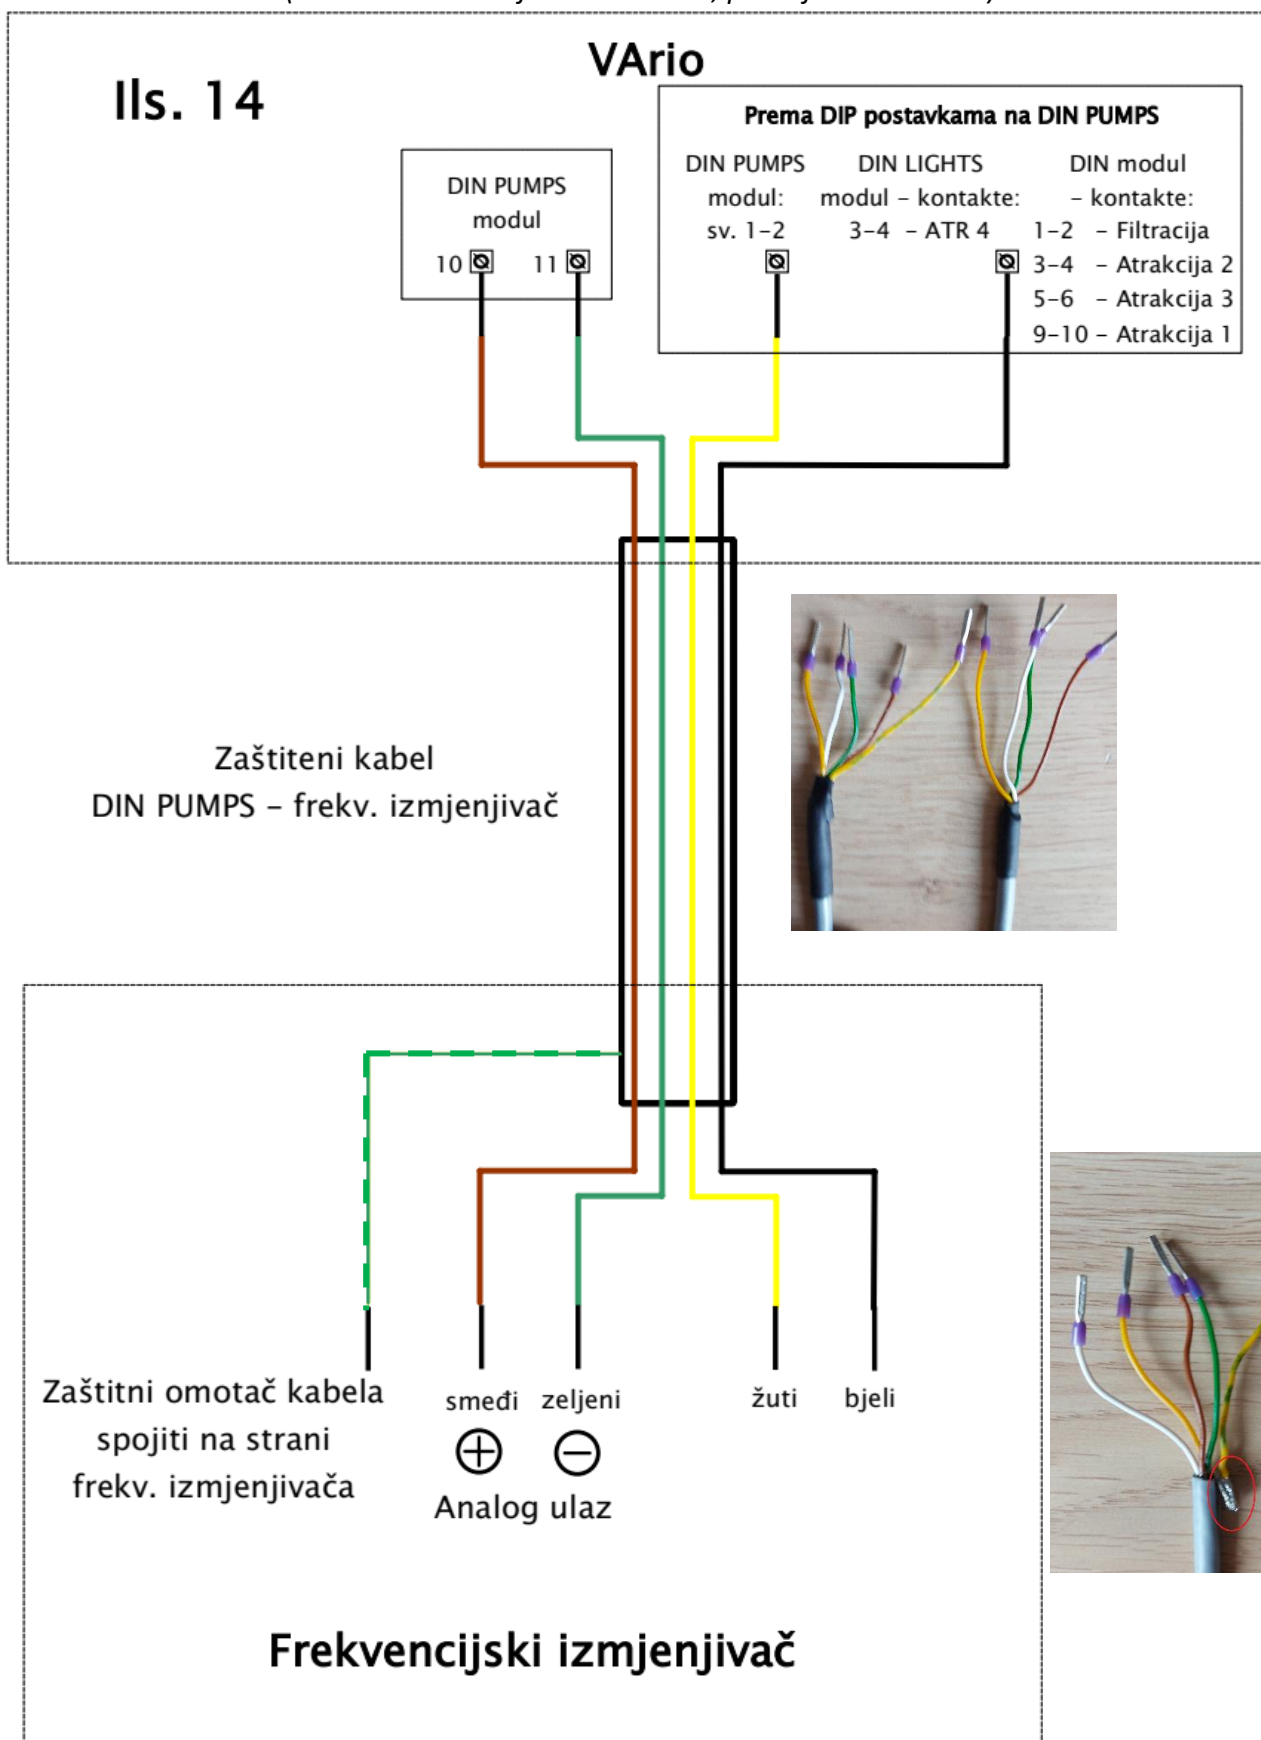 VArio
Ils. 14
Prema DIP postavkama na DIN PUMPS
DIN PUMPS
modul
10
11
DIN PUMPS
modul:
sv. 1-2
DIN LIGHTS
modul - kontakte:
3-4 - ATR 4
DIN modul
- kontakte:
1-2 - Filtracija
3-4 - Atrakcija 2
5-6 - Atrakcija 3
9-10 - Atrakcija 1
Zaštiteni kabel
DIN PUMPS - frekv. izmjenjivač
Zaštitni omotač kabela
spojiti na strani
frekv. izmjenjivača
smeđi
zeljeni
žuti
bjeli
+
−
Analog ulaz
Frekvencijski izmjenjivač